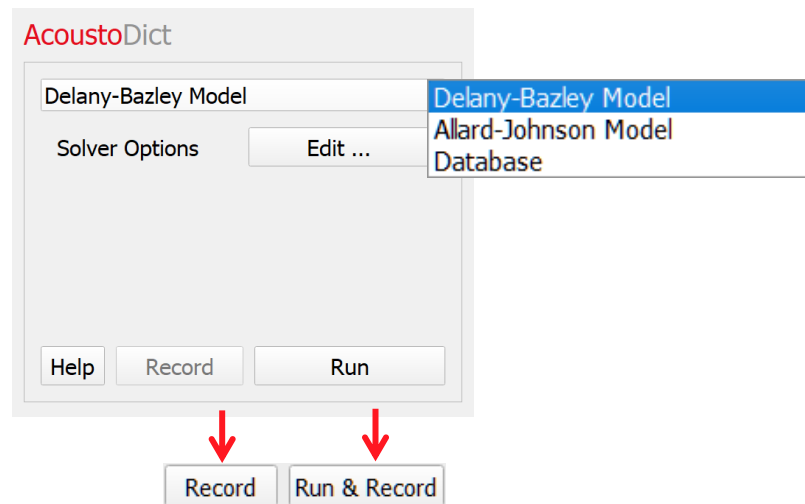 AcoustoDict
Delany-Bazley Model
Delany-Bazley Model
Allard-Johnson Model
Database
Solver Options
Edit ...
Help
Record
Run
Record
Run & Record